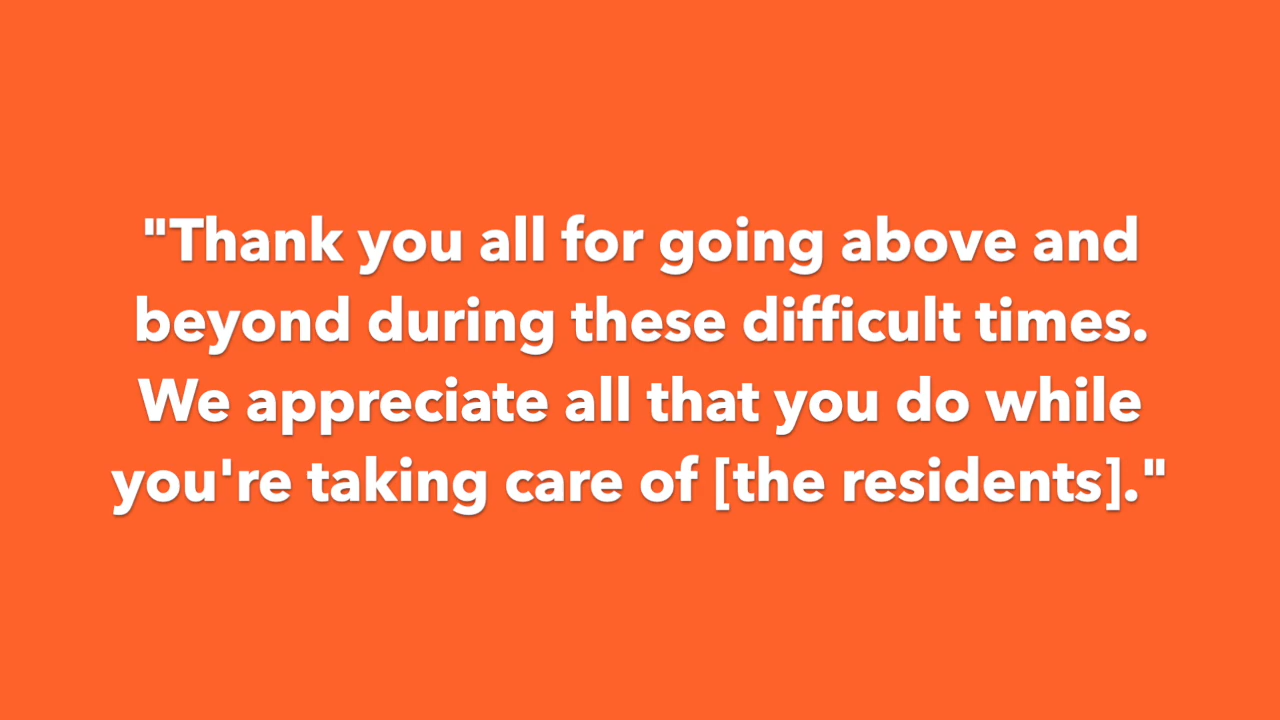 "Thank you all for going above and
beyond during these difficult times.
We appreciate all that you do while
you're taking care of [the residents]."